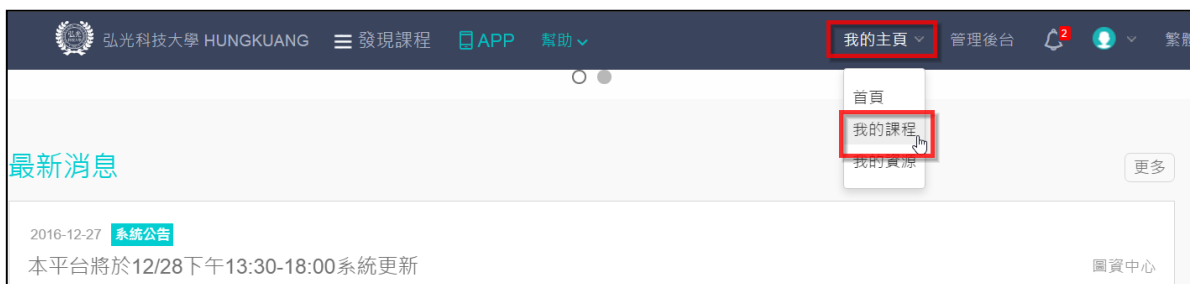 弘光科技大學 HUNGKUANG 發現課程 APP 幫助 我的主頁 管理後台 2
首頁
我的課程
我的資源
最新消息 更多
2016-12-27 系統公告
本平台將於12/28下午13:30-18:00系統更新 圖資中心